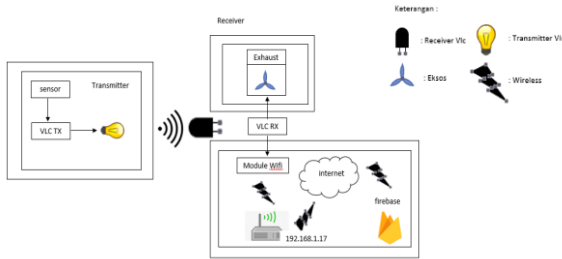 Receiver
Keterangan :
: Receiver Vlc
: Transmitter Vl
: Eksos
: Wireless
Exhaust
Transmitter
sensor
VLC TX
VLC RX
Module Wifi
internet
firebase
192.168.1.17